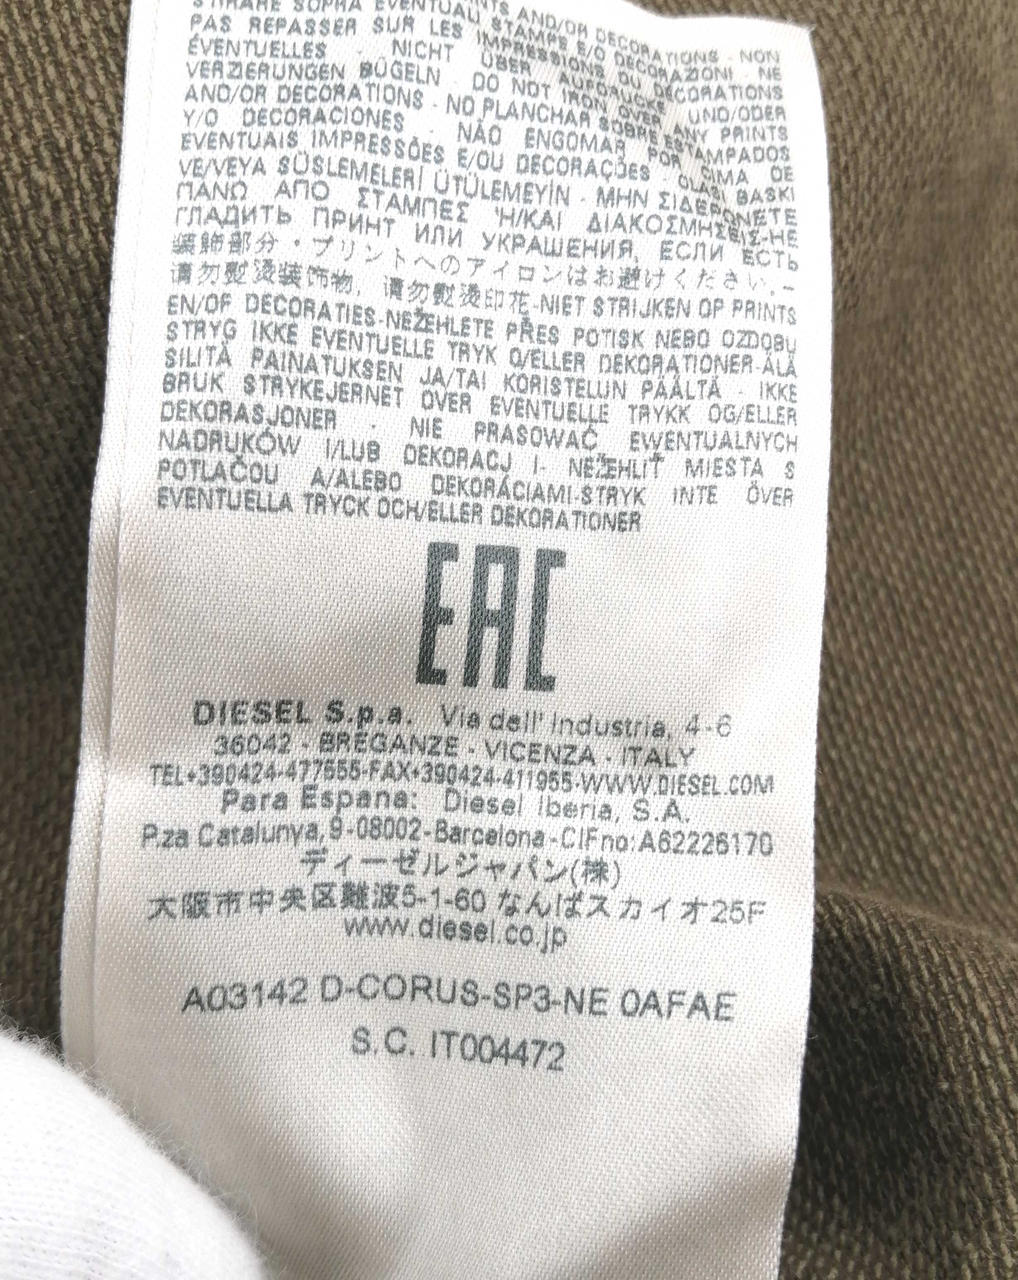 STIRARE SOPRA EVENTUALI STAMPE E/O DECORAZIONI · NE
PAS REPASSER SUR LES IMPRESSIONS OU DECORATIONS
ÉVENTUELLES · NICHT ÜBER AUFDRUCKE UND/ODER
VERZIERUNGEN BÜGELN · DO NOT IRON OVER ANY PRINTS
AND/OR DECORATIONS · NO PLANCHAR SOBRE ESTAMPADOS
Y/O DECORACIONES · NÃO ENGOMAR POR CIMA DE
EVENTUAIS IMPRESSÕES E/OU DECORAÇÕES · OLASI BASKI
VE/VEYA SÜSLEMELERİ ÜTÜLEMEYİN · ΜΗΝ ΣΙΔΕΡΩΝΕΤΕ
ΠΑΝΩ ΑΠΟ ΣΤΑΜΠΕΣ Ή/ΚΑΙ ΔΙΑΚΟΣΜΗΣΕΙΣ-НЕ
ГЛАДИТЬ ПРИНТ ИЛИ УКРАШЕНИЯ, ЕСЛИ ЕСТЬ
装飾部分・プリントへのアイロンはお避けください。-
请勿熨烫装饰物, 请勿熨烫印花-NIET STRIJKEN OP PRINTS
EN/OF DECORATIES-NEŽEHLETE PŘES POTISK NEBO OZDOBU
STRYG IKKE EVENTUELLE TRYK O/ELLER DEKORATIONER-ÄLÄ
SILITÄ PAINATUKSEN JA/TAI KORISTELUN PÄÄLTÄ · IKKE
BRUK STRYKEJERNET OVER EVENTUELLE TRYKK OG/ELLER
DEKORASJONER · NIE PRASOWAĆ EWENTUALNYCH
NADRUKÓW I/LUB DEKORACJ I- NEŽEHLIŤ MIESTA S
POTLAČOU A/ALEBO DEKORÁCIAMI-STRYK INTE ÖVER
EVENTUELLA TRYCK OCH/ELLER DEKORATIONER
EAC
DIESEL S.p.a. Via dell' Industria, 4-6
36042 - BREGANZE - VICENZA - ITALY
TEL+390424-477555-FAX+390424-411955-WWW.DIESEL.COM
Para Espana: Diesel Iberia, S.A.
P.za Catalunya, 9-08002-Barcelona-CIFno:A62226170
ディーゼルジャパン(株)
大阪市中央区難波5-1-60 なんばスカイオ25F
www.diesel.co.jp
A03142 D-CORUS-SP3-NE 0AFAE
S.C. IT004472